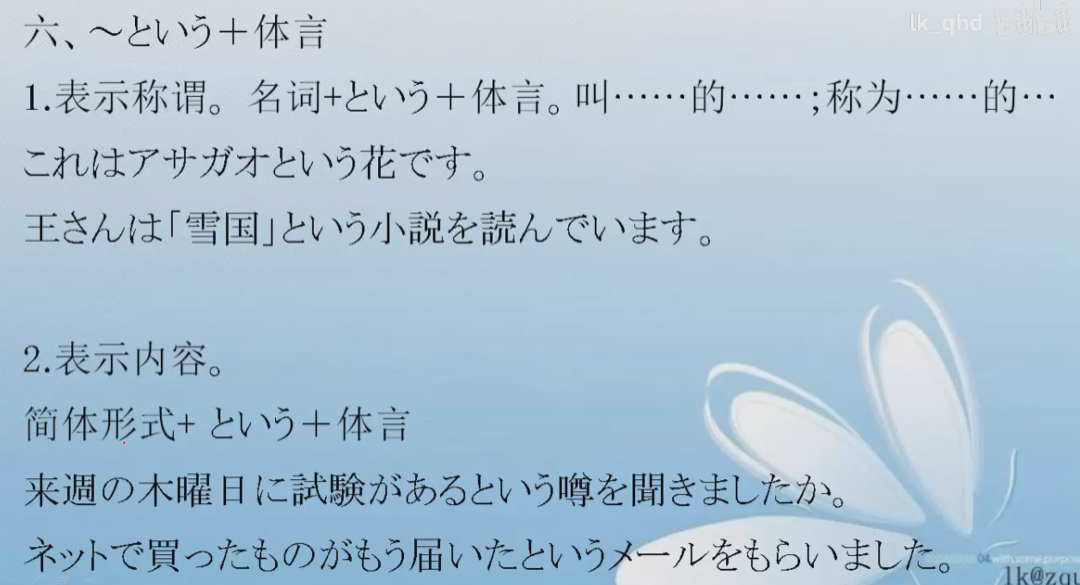 lk_qhd
六、～という＋体言
1.表示称谓。 名词+という＋体言。叫……的……;称为……的…
これはアサガオという花です。
王さんは「雪国」という小説を読んでいます。
2.表示内容。
简体形式+ という＋体言
来週の木曜日に試験があるという噂を聞きましたか。
ネットで買ったものがもう届いたというメールをもらいました。